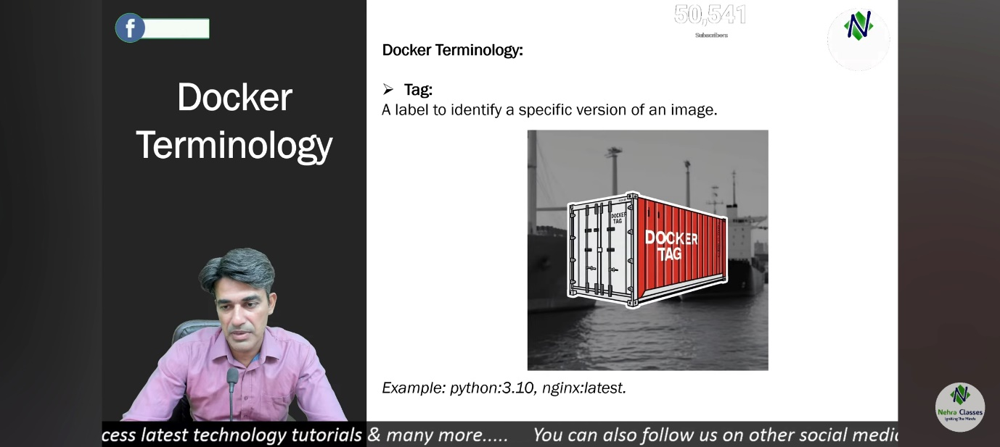 f
50,541
Subscribers
N
Docker Terminology:
Docker
Terminology
Tag:
A label to identify a specific version of an image.
DOCKER
TAG
DOCKER
TAG
Example: python:3.10, nginx:latest.
N
Nehra Classes
Igniting The Minds
cess latest technology tutorials & many more..... You can also follow us on other social medi